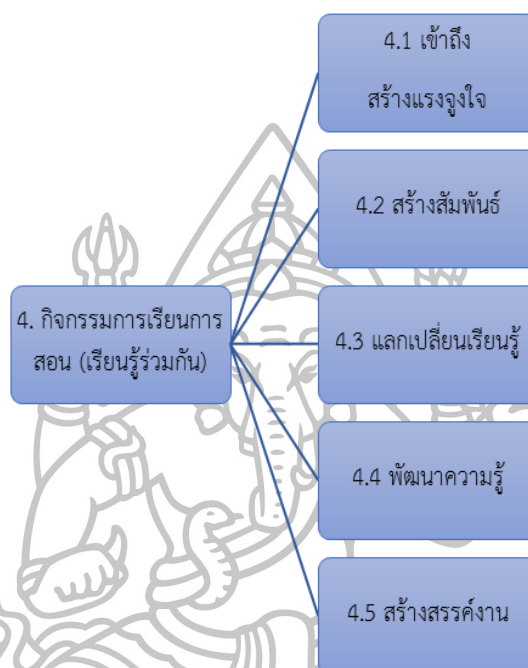 4.1 เข้าถึง
สร้างแรงจูงใจ
4.2 สร้างสัมพันธ์
4. กิจกรรมการเรียนการ
สอน (เรียนรู้ร่วมกัน)
4.3 แลกเปลี่ยนเรียนรู้
4.4 พัฒนาความรู้
4.5 สร้างสรรค์งาน